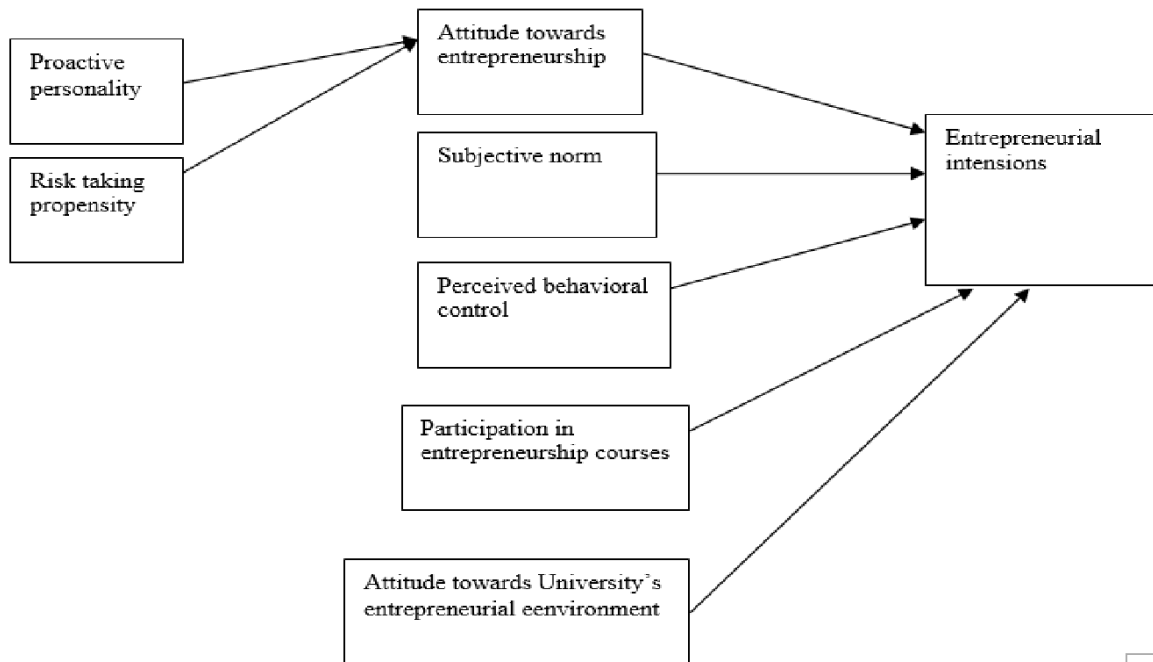 Proactive
personality
Risk taking
propensity
Attitude towards
entrepreneurship
Subjective norm
Perceived behavioral
control
Participation in
entrepreneurship courses
Attitude towards University’s
entrepreneurial eenvironment
Entrepreneurial
intensions